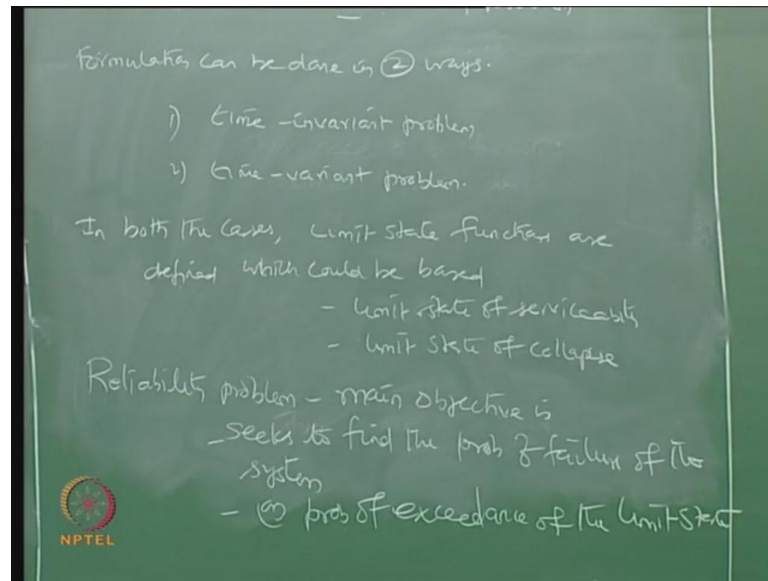 Formulation can be done in ② ways.
1) time-invariant problem
2) time-variant problem.
In both the cases, limit state functions are
defined which could be based
- limit state of serviceability
- limit state of collapse
Reliability problem - main objective is
- seeks to find the prob of failure of the
system
- prob of exceedance of the limit state
NPTEL